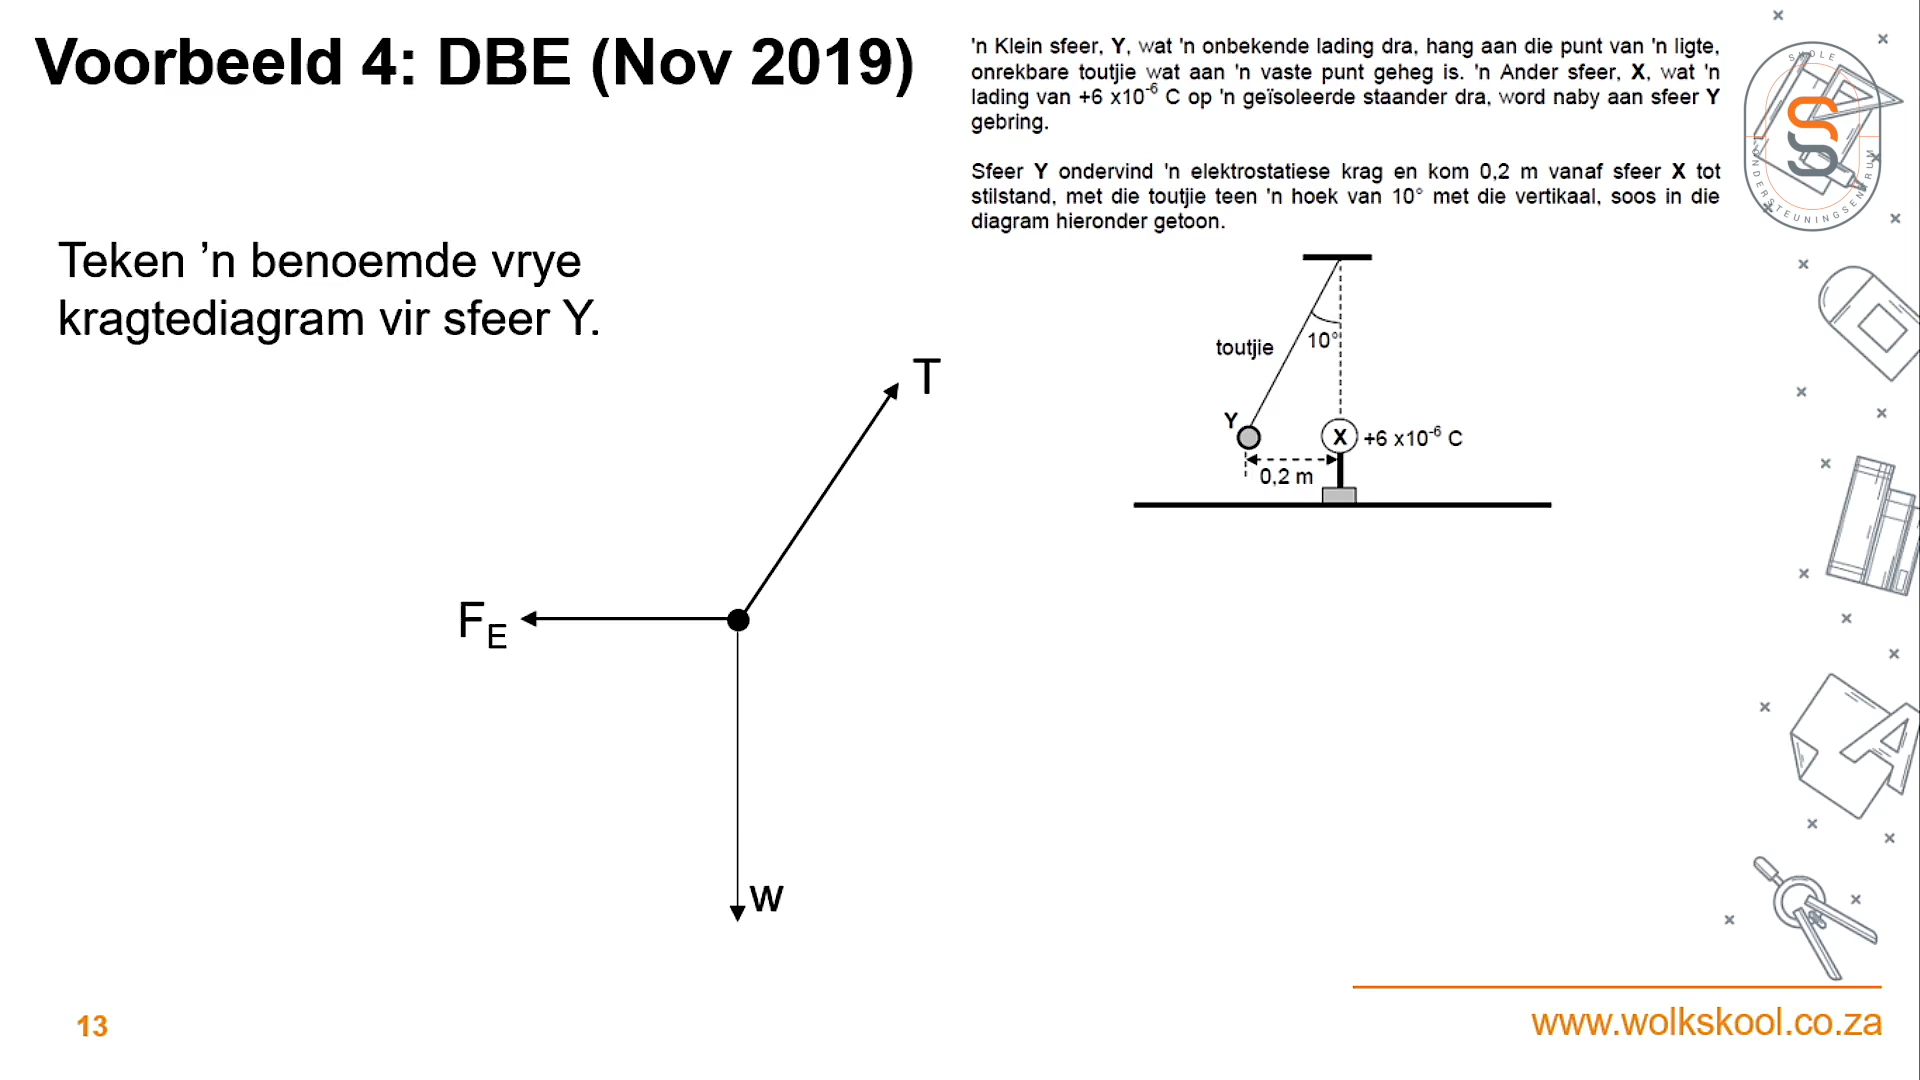 Voorbeeld 4: DBE (Nov 2019)
'n Klein sfeer, Y, wat 'n onbekende lading dra, hang aan die punt van 'n ligte,
onrekbare toutjie wat aan 'n vaste punt geheg is. 'n Ander sfeer, X, wat 'n
lading van +6 x10⁻⁶ C op 'n geïsoleerde staander dra, word naby aan sfeer Y
gebring.
Sfeer Y ondervind 'n elektrostatiese krag en kom 0,2 m vanaf sfeer X tot
stilstand, met die toutjie teen 'n hoek van 10° met die vertikaal, soos in die
diagram hieronder getoon.
SKOLE
ONDERSTEUNINGSENTRUM
Teken ’n benoemde vrye
kragtediagram vir sfeer Y.
T
F_E
w
toutjie
10°
Y
X
+6 x10⁻⁶ C
0,2 m
13
www.wolkskool.co.za